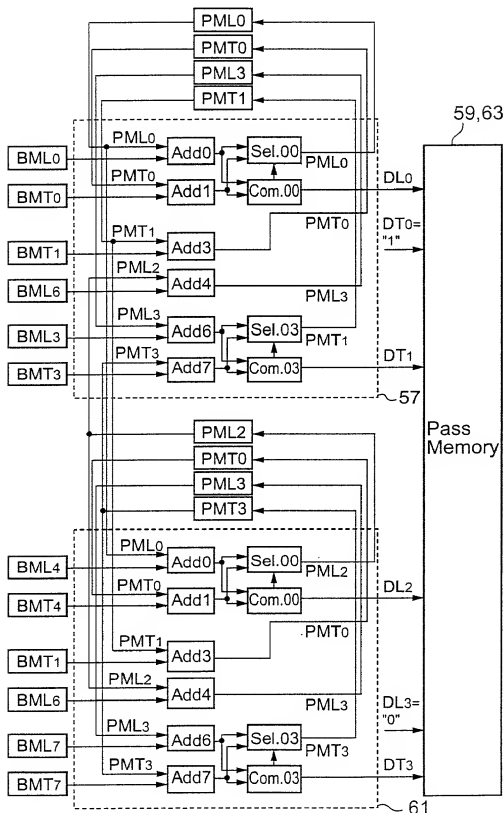 PML0
PMT0
PML3
PMT1
59,63
PML0
BML0
Add0
Sel.00
PML0
PMT0
BMT0
Add1
Com.00
DL0
PMT1
PMT0
DT0=
"1"
BMT1
Add3
PML2
BML6
Add4
PML3
PML3
BML3
Add6
Sel.03
PMT1
PMT3
BMT3
Add7
Com.03
DT1
57
Pass
Memory
PML2
PMT0
PML3
PMT3
PML0
BML4
Add0
Sel.00
PML2
PMT0
BMT4
Add1
Com.00
DL2
PMT1
PMT0
BMT1
Add3
PML2
BML6
Add4
PML3
DL3=
"0"
PML3
BML7
Add6
Sel.03
PMT3
PMT3
BMT7
Add7
Com.03
DT3
61